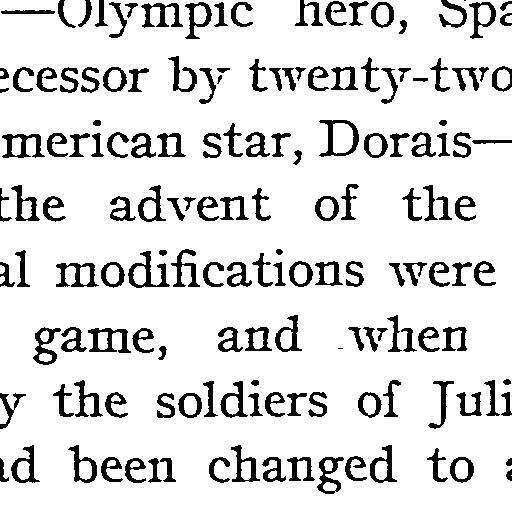 —Olympic hero, Spa
ecessor by twenty-two
merican star, Dorais—
the advent of the
al modifications were
game, and when
y the soldiers of Juli
ad been changed to a